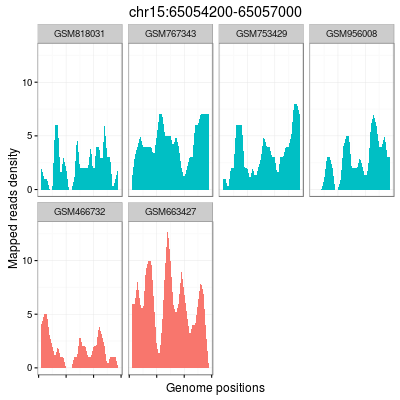 chr15:65054200-65057000
GSM818031 GSM767343 GSM753429 GSM956008
10
5
0
Mapped reads density
GSM466732 GSM663427
10
5
0
Genome positions